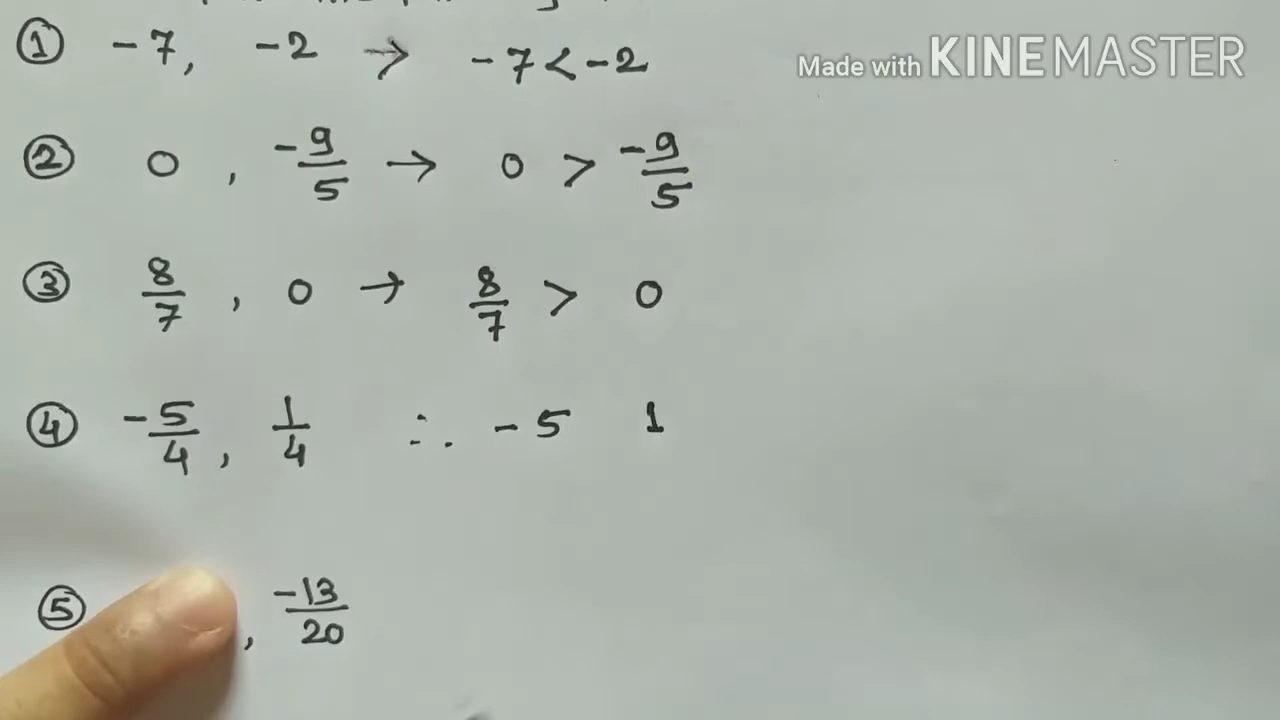 Made with KINEMASTER
① -7, -2 → -7 < -2
② 0, -9/5 → 0 > -9/5
③ 8/7, 0 → 8/7 > 0
④ -5/4, 1/4 ∴ -5 1
⑤ , -13/20